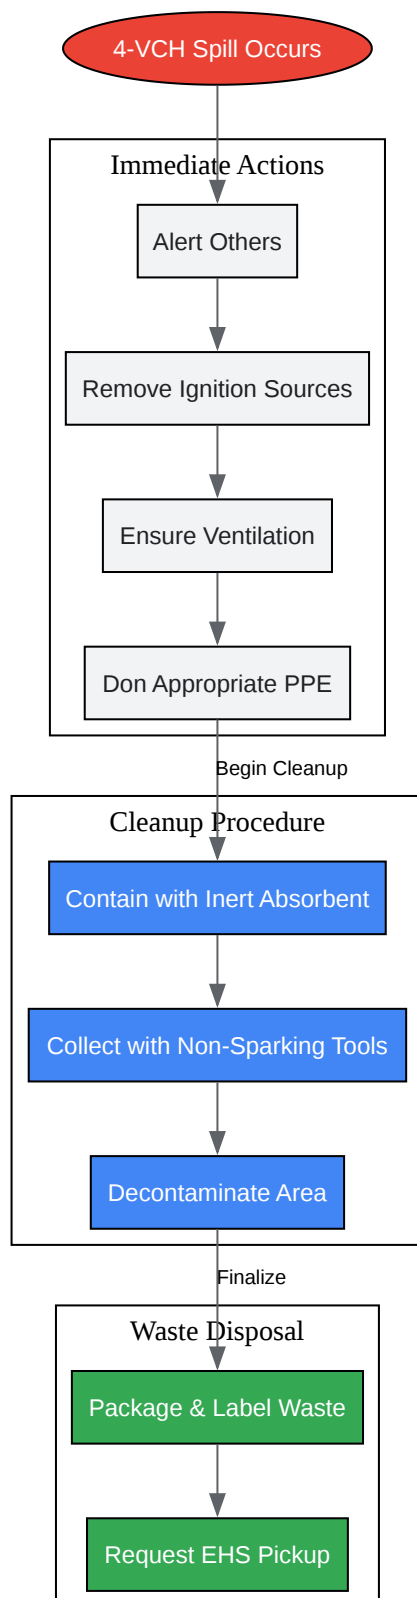 4-VCH Spill Occurs
Immediate Actions
Alert Others
Remove Ignition Sources
Ensure Ventilation
Don Appropriate PPE
Begin Cleanup
Cleanup Procedure
Contain with Inert Absorbent
Collect with Non-Sparking Tools
Decontaminate Area
Finalize
Waste Disposal
Package & Label Waste
Request EHS Pickup